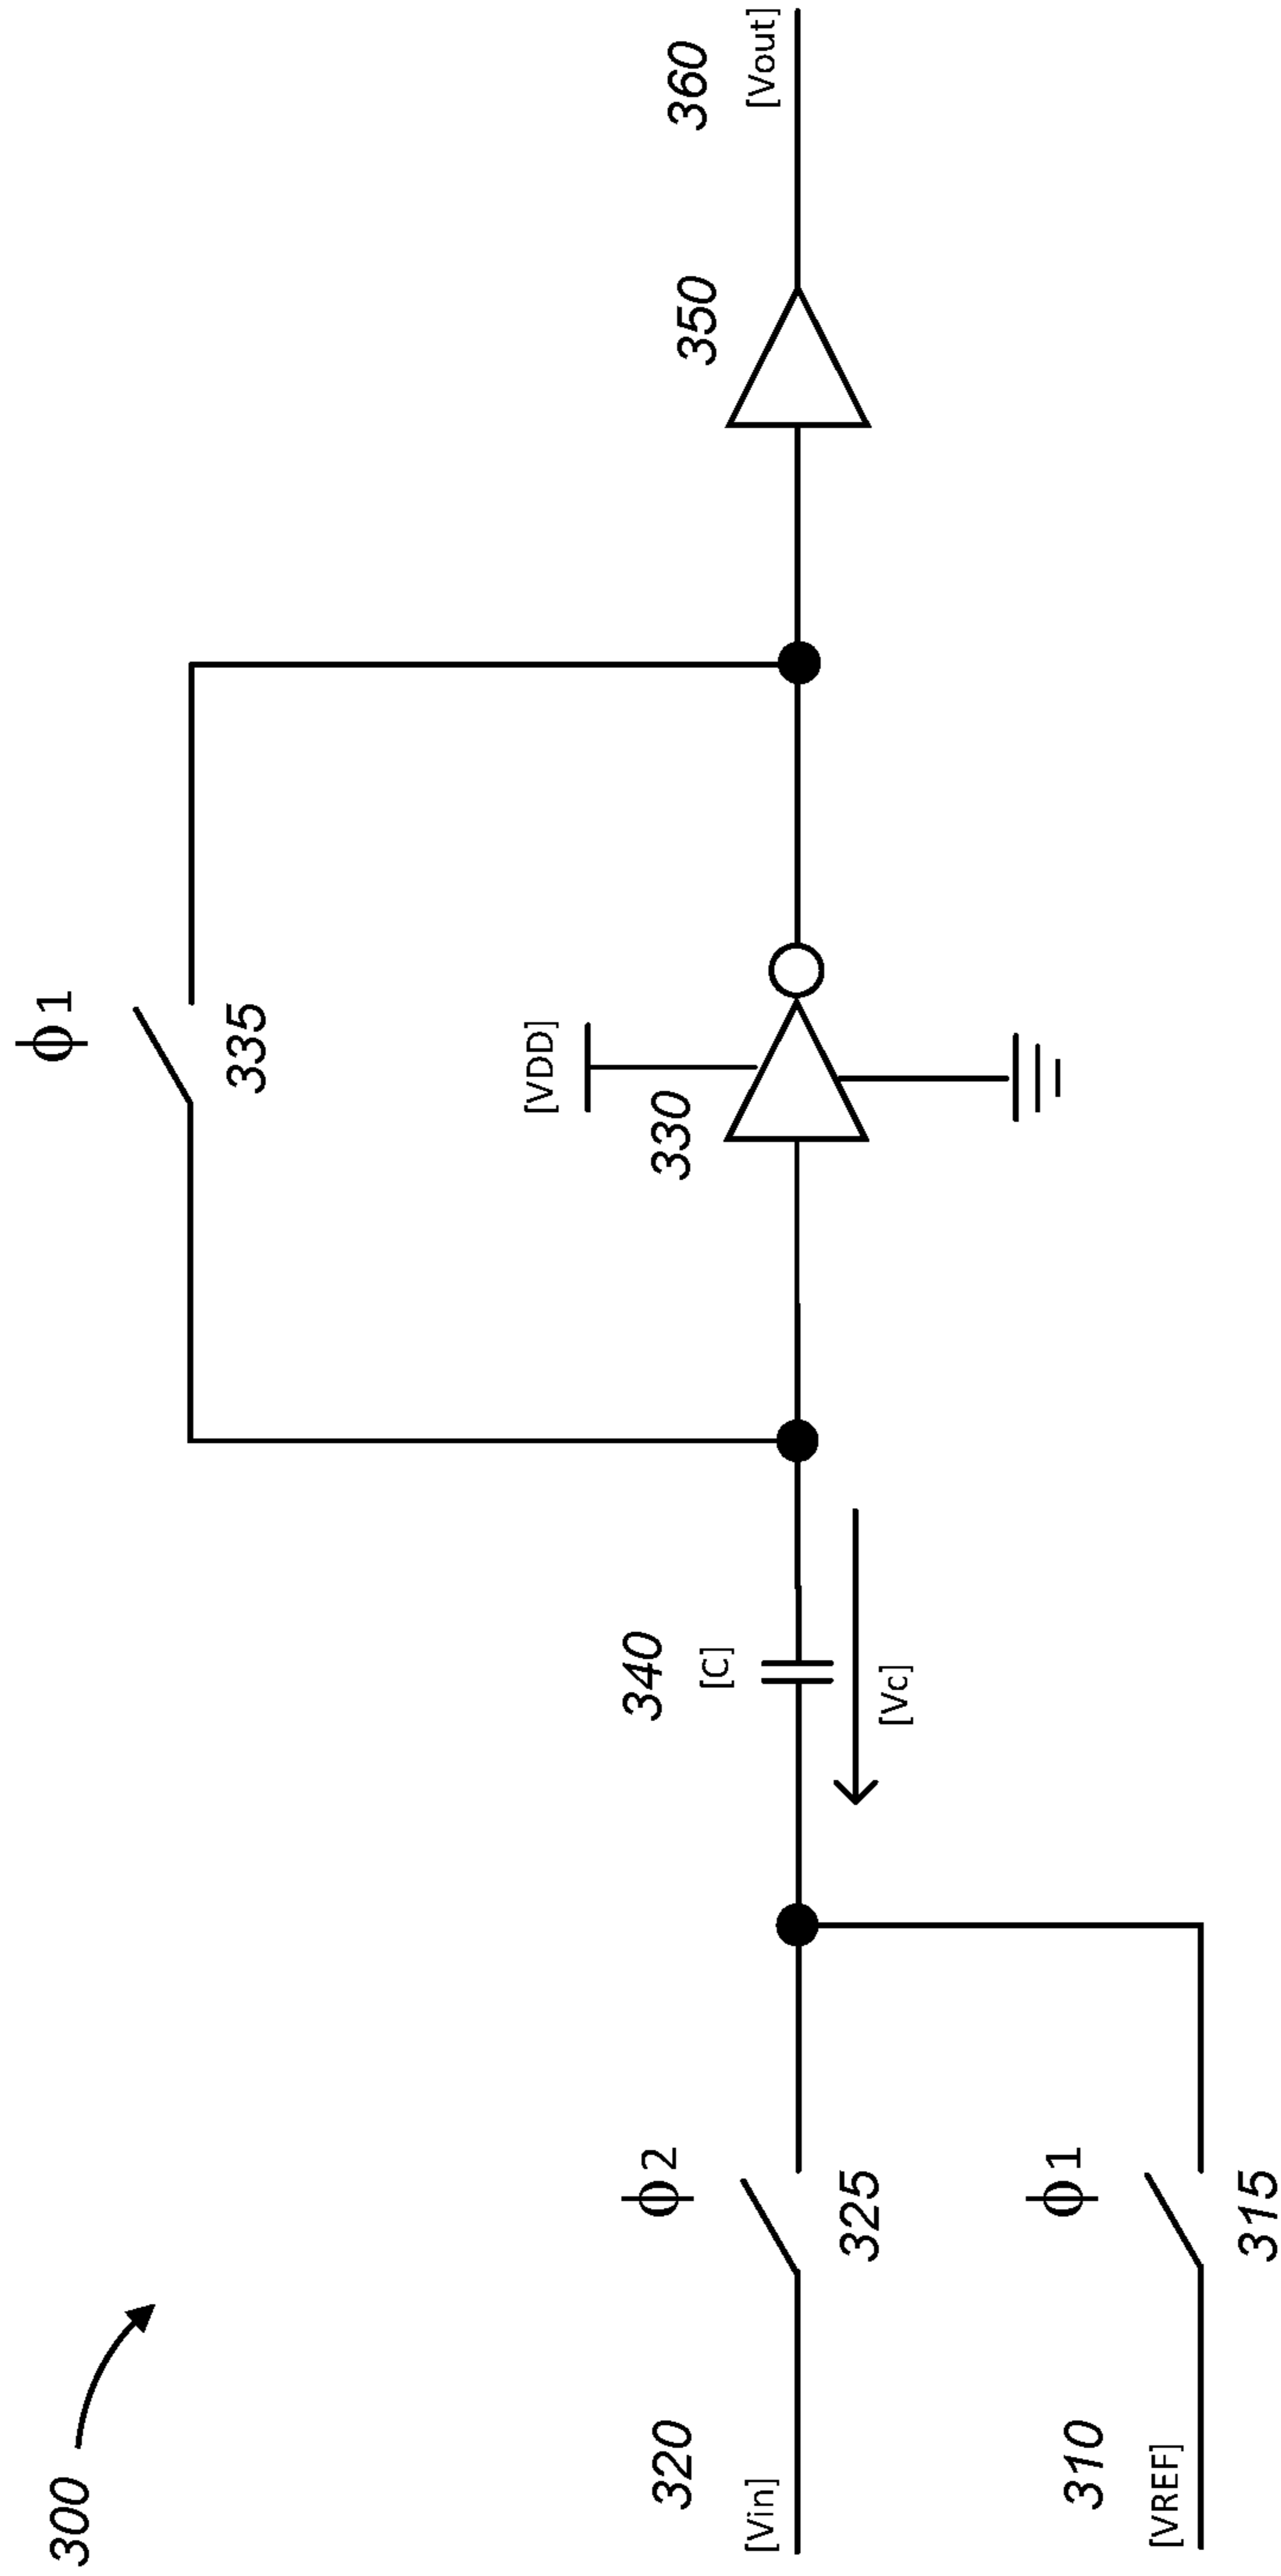 300
ϕ1
335
[VDD]
330
340
[C]
[Vc]
350
360
[Vout]
320
[Vin]
ϕ2
325
310
[VREF]
ϕ1
315